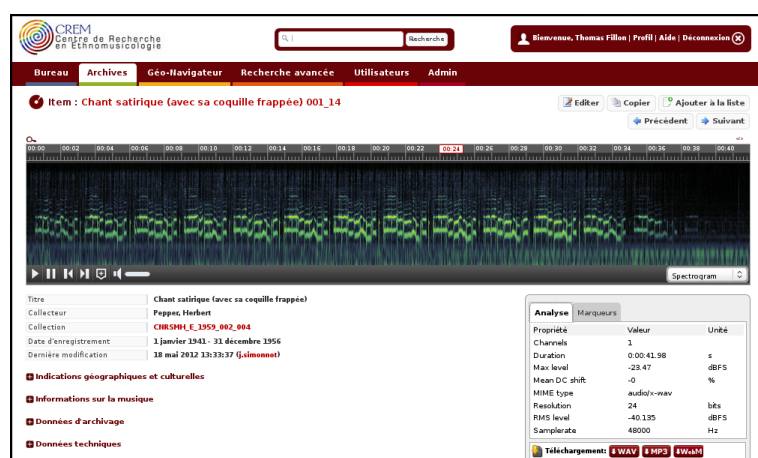 CREM
Centre de Recherche
en Ethnomusicologie
Recherche
Bienvenue, Thomas Fillon | Profil | Aide | Déconnexion
Bureau Archives Géo-Navigateur Recherche avancée Utilisateurs Admin
Item : Chant satirique (avec sa coquille frappée) 001_14
Editer Copier Ajouter à la liste
Précédent Suivant
00:00 00:02 00:04 00:06 00:08 00:10 00:12 00:14 00:16 00:18 00:20 00:22 00:24 00:26 00:28 00:30 00:32 00:34 00:36 00:38 00:40
Spectrogram
Titre Chant satirique (avec sa coquille frappée)
Collecteur Pepper, Herbert
Collection CNRSMH_E_1959_002_004
Date d'enregistrement 1 janvier 1941 - 31 décembre 1956
Dernière modification 18 mai 2012 13:33:37 (j.simonnot)
Indications géographiques et culturelles
Informations sur la musique
Données d'archivage
Données techniques
Analyse Marqueurs
Propriété Valeur Unité
Channels 1
Duration 0:00:41.98 s
Max level -23.47 dBFS
Mean DC shift -0 %
MIME type audio/x-wav
Resolution 24 bits
RMS level -40.135 dBFS
Samplerate 48000 Hz
Téléchargement: WAV MP3 WebM